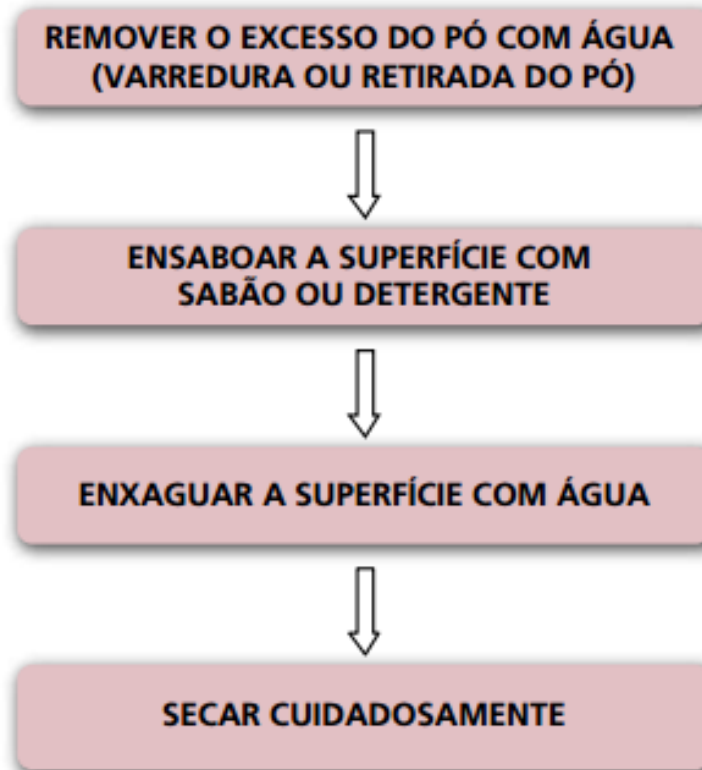 REMOVER O EXCESSO DO PÓ COM ÁGUA
(VARREDURA OU RETIRADA DO PÓ)
ENSABOAR A SUPERFÍCIE COM
SABÃO OU DETERGENTE
ENXAGUAR A SUPERFÍCIE COM ÁGUA
SECAR CUIDADOSAMENTE